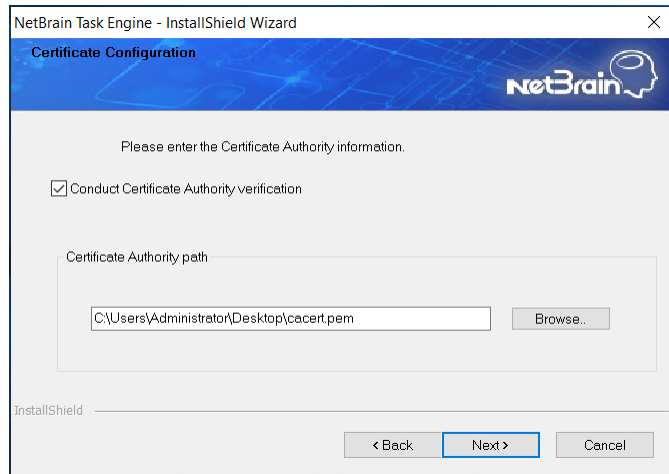 NetBrain Task Engine - InstallShield Wizard
Certificate Configuration
NetBrain
Please enter the Certificate Authority information.
Conduct Certificate Authority verification
Certificate Authority path
C:\Users\Administrator\Desktop\cacert.pem
Browse..
InstallShield
< Back
Next >
Cancel